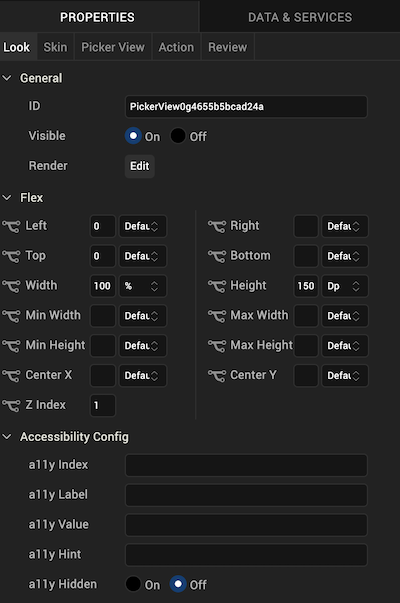 PROPERTIES DATA & SERVICES
Look Skin Picker View Action Review
General
ID PickerView0g4655b5bcad24a
Visible On Off
Render Edit
Flex
Left 0 Defau Right Defau
Top 0 Defau Bottom Defau
Width 100 % Height 150 Dp
Min Width Defau Max Width Defau
Min Height Defau Max Height Defau
Center X Defau Center Y Defau
Z Index 1
Accessibility Config
a11y Index
a11y Label
a11y Value
a11y Hint
a11y Hidden On Off